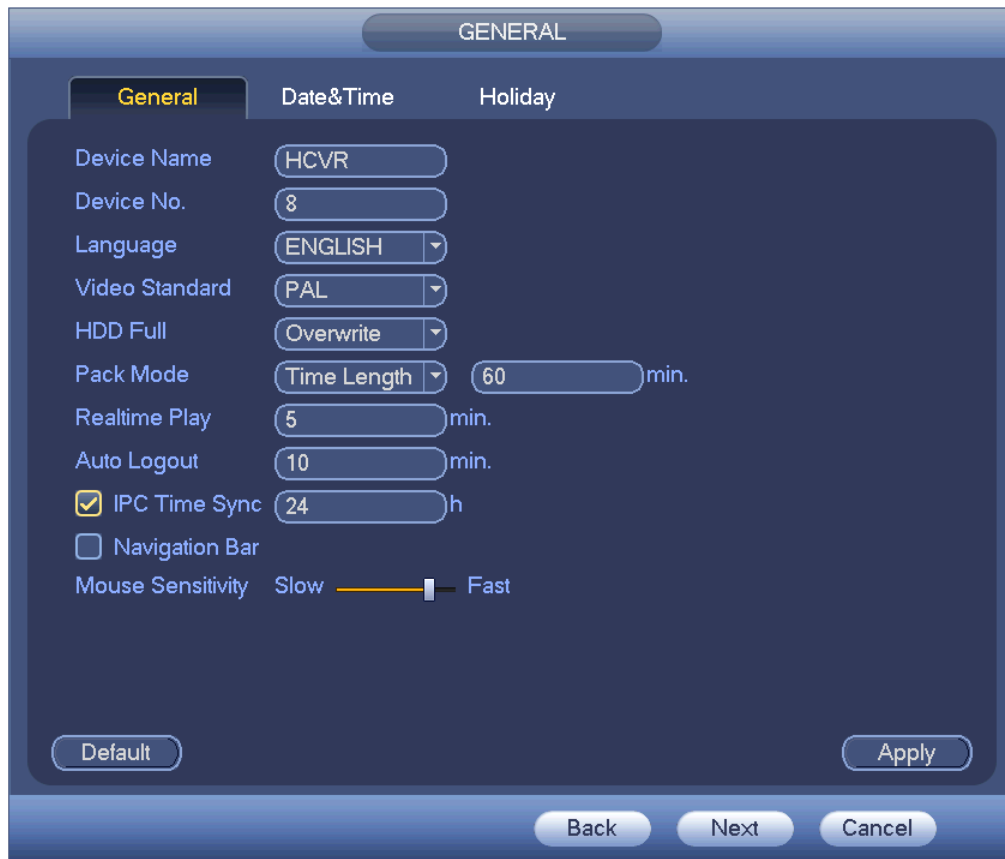 GENERAL
General Date&Time Holiday
Device Name HCVR
Device No. 8
Language ENGLISH
Video Standard PAL
HDD Full Overwrite
Pack Mode Time Length 60 min.
Realtime Play 5 min.
Auto Logout 10 min.
IPC Time Sync 24 h
Navigation Bar
Mouse Sensitivity Slow Fast
Default Apply
Back Next Cancel